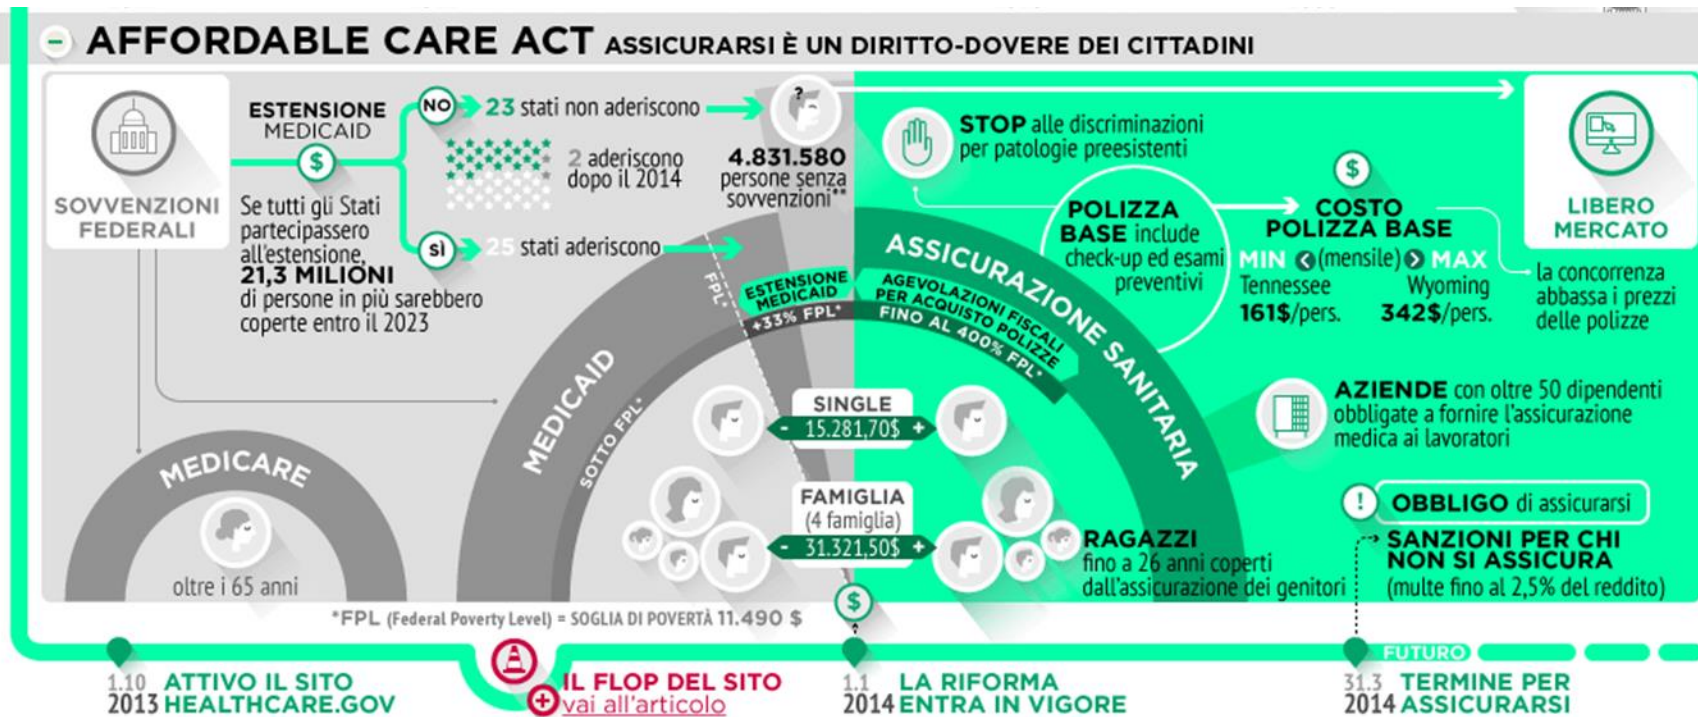 AFFORDABLE CARE ACT ASSICURARSI È UN DIRITTO-DOVERE DEI CITTADINI
SOVVENZIONI
FEDERALI
ESTENSIONE
MEDICAID
$
Se tutti gli Stati
partecipassero
all'estensione,
21,3 MILIONI
di persone in più sarebbero
coperte entro il 2023
NO
23 stati non aderiscono
2 aderiscono
dopo il 2014
SÌ
25 stati aderiscono
?
4.831.580
persone senza
sovvenzioni**
STOP alle discriminazioni
per patologie preesistenti
POLIZZA
BASE include
check-up ed esami
preventivi
$
COSTO
POLIZZA BASE
MIN < (mensile) > MAX
Tennessee Wyoming
161$/pers. 342$/pers.
LIBERO
MERCATO
la concorrenza
abbassa i prezzi
delle polizze
MEDICARE
oltre i 65 anni
MEDICAID
SOTTO FPL*
FPL*
ESTENSIONE
MEDICAID
+33% FPL*
ASSICURAZIONE SANITARIA
AGEVOLAZIONI FISCALI
PER ACQUISTO POLIZZE
FINO AL 400% FPL*
SINGLE
- 15.281,70$ +
FAMIGLIA
(4 famiglia)
- 31.321,50$ +
RAGAZZI
fino a 26 anni coperti
dall'assicurazione dei genitori
AZIENDE con oltre 50 dipendenti
obbligate a fornire l'assicurazione
medica ai lavoratori
!
OBBLIGO di assicurarsi
SANZIONI PER CHI
NON SI ASSICURA
(multe fino al 2,5% del reddito)
*FPL (Federal Poverty Level) = SOGLIA DI POVERTÀ 11.490 $
$
FUTURO
1.10
2013
ATTIVO IL SITO
HEALTHCARE.GOV
IL FLOP DEL SITO
vai all'articolo
1.1
2014
LA RIFORMA
ENTRA IN VIGORE
31.3
2014
TERMINE PER
ASSICURARSI